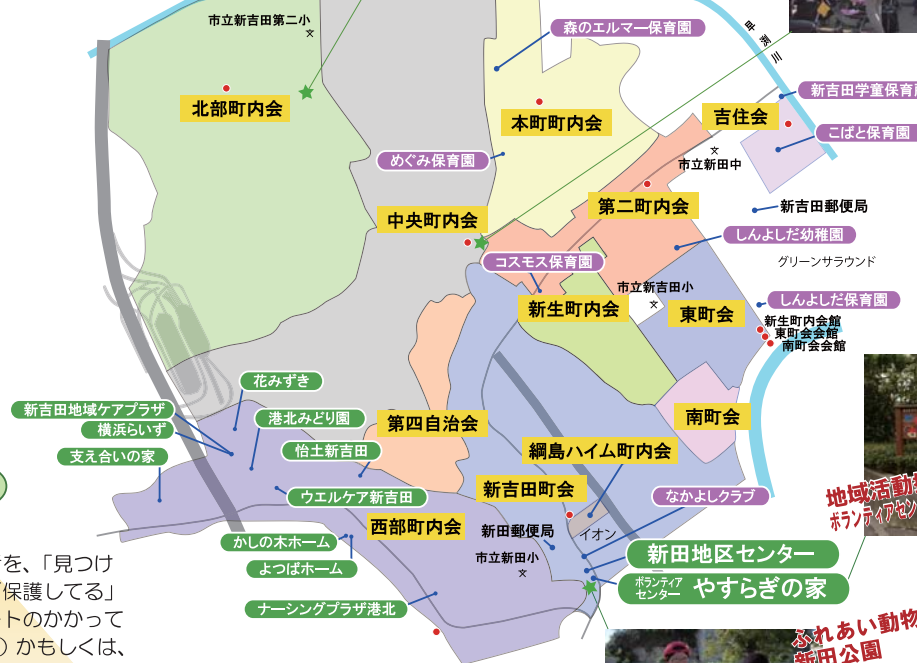 市立新吉田第二小
森のエルマー保育園
早瀬川
北部町内会
本町町内会
吉住会
新吉田学童保育
こばと保育園
めぐみ保育園
市立新田中
中央町内会
第二町内会
新吉田郵便局
しんよしだ幼稚園
コスモス保育園
グリーンサラウンド
市立新吉田小
新生町内会
東町会
しんよしだ保育園
新生町内会館
東町会会館
南町会会館
花みずき
新吉田地域ケアプラザ
港北みどり園
横浜らいず
第四自治会
南町会
支え合いの家
怡土新吉田
綱島ハイム町内会
ウエルケア新吉田
新吉田町会
なかよしクラブ
地域活動
ボランティアセン
西部町内会
新田郵便局
イオン
かしの木ホーム
市立新田小
新田地区センター
よつばホーム
ボランティア
センター やすらぎの家
ナーシングプラザ港北
を、「見つけ
保護してる」
ートのかかって
）かもしくは、
ふれあい動物
新田公園